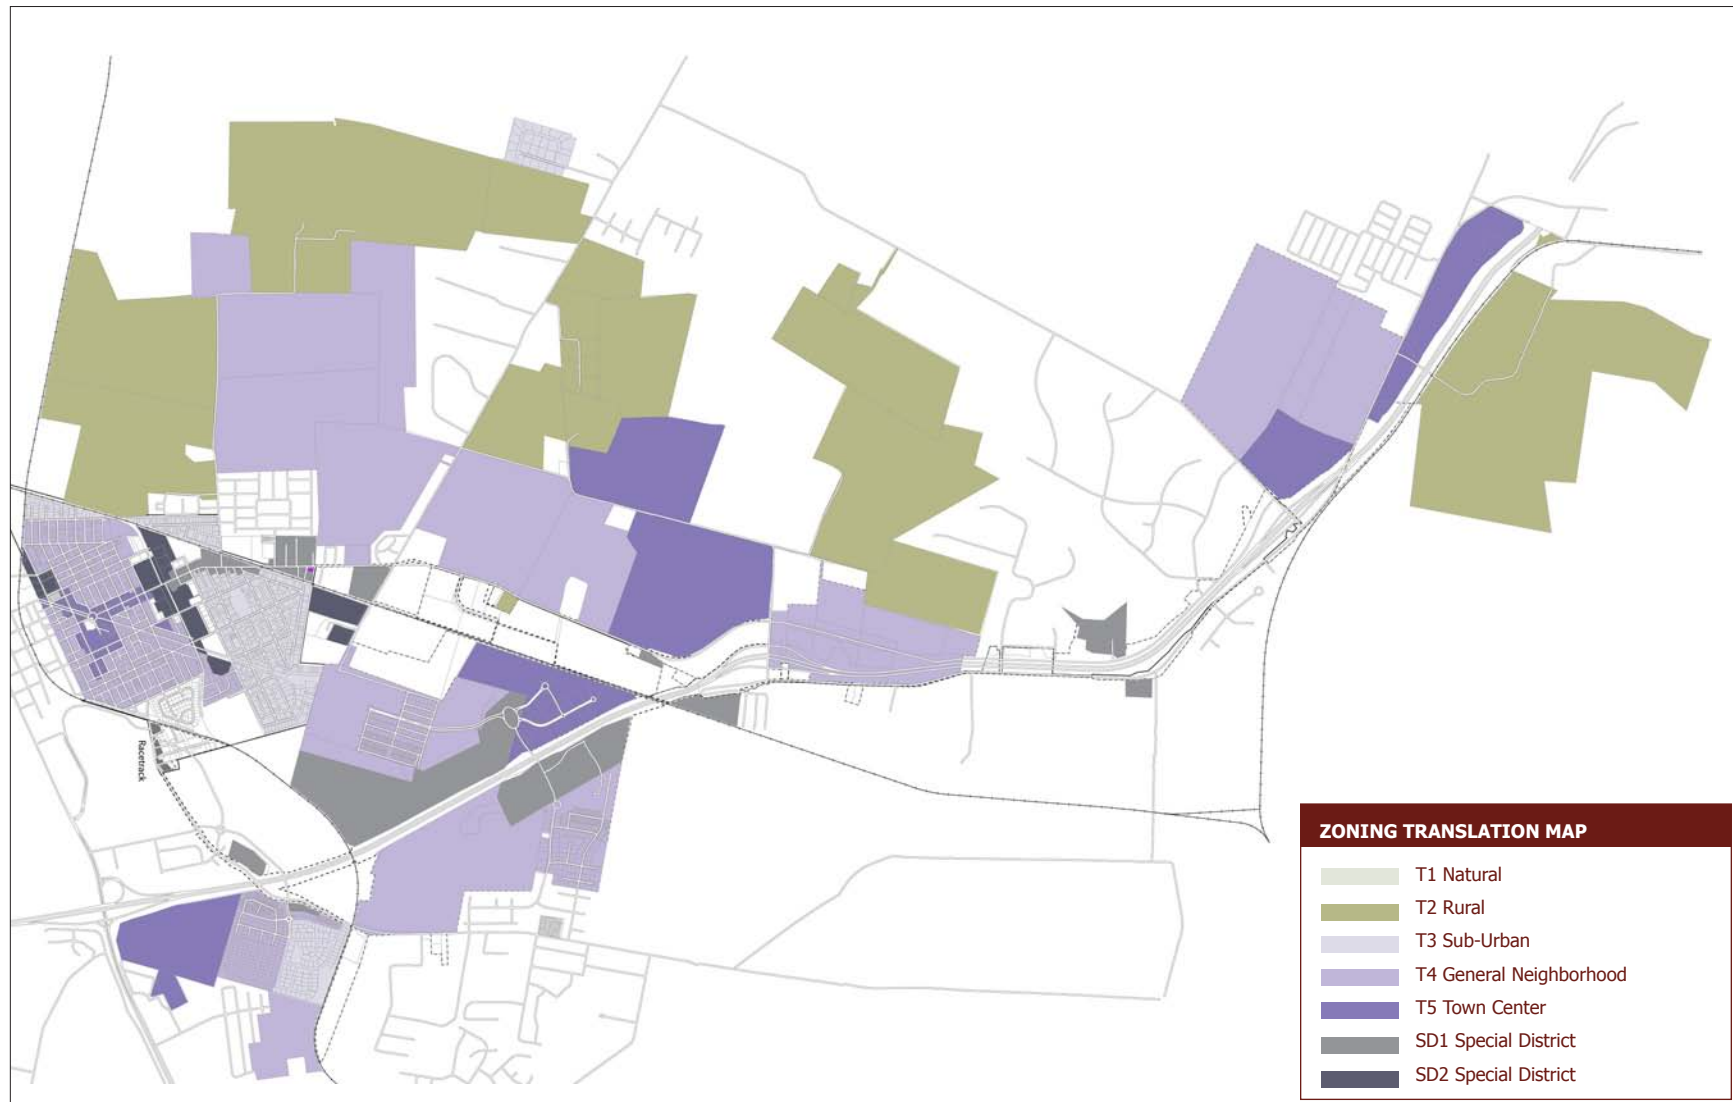 Racetrack
ZONING TRANSLATION MAP
T1 Natural
T2 Rural
T3 Sub-Urban
T4 General Neighborhood
T5 Town Center
SD1 Special District
SD2 Special District